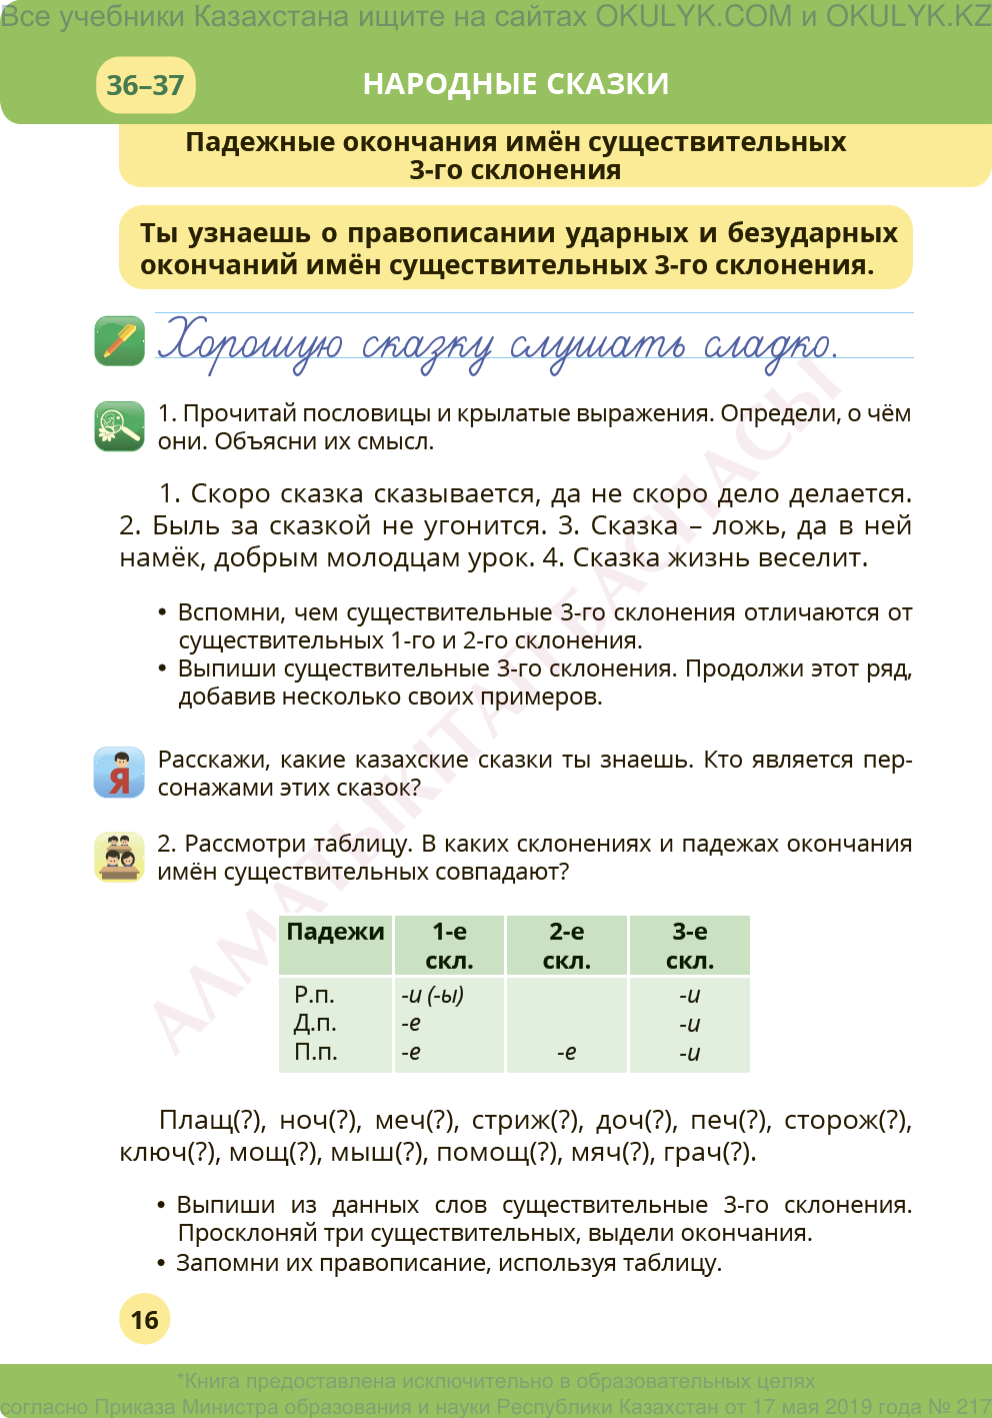 Все учебники Казахстана ищите на сайтах OKULYK.COM и OKULYK.KZ
36–37
НАРОДНЫЕ СКАЗКИ
Падежные окончания имён существительных
3-го склонения
Ты узнаешь о правописании ударных и безударных
окончаний имён существительных 3-го склонения.
Хорошую сказку слушать сладко.
1. Прочитай пословицы и крылатые выражения. Определи, о чём
они. Объясни их смысл.
1. Скоро сказка сказывается, да не скоро дело делается.
2. Быль за сказкой не угонится. 3. Сказка – ложь, да в ней
намёк, добрым молодцам урок. 4. Сказка жизнь веселит.
• Вспомни, чем существительные 3-го склонения отличаются от
существительных 1-го и 2-го склонения.
• Выпиши существительные 3-го склонения. Продолжи этот ряд,
добавив несколько своих примеров.
Я
Расскажи, какие казахские сказки ты знаешь. Кто является пер-
сонажами этих сказок?
2. Рассмотри таблицу. В каких склонениях и падежах окончания
имён существительных совпадают?
Падежи 1-е 2-е 3-е
скл. скл. скл.
Р.п. -и (-ы) -и
Д.п. -е -и
П.п. -е -е -и
Плащ(?), ноч(?), меч(?), стриж(?), доч(?), печ(?), сторож(?),
ключ(?), мощ(?), мыш(?), помощ(?), мяч(?), грач(?).
• Выпиши из данных слов существительные 3-го склонения.
Просклоняй три существительных, выдели окончания.
• Запомни их правописание, используя таблицу.
16
АЛМАТЫКІТАП БАСПАСЫ
*Книга предоставлена исключительно в образовательных целях
согласно Приказа Министра образования и науки Республики Казахстан от 17 мая 2019 года № 217